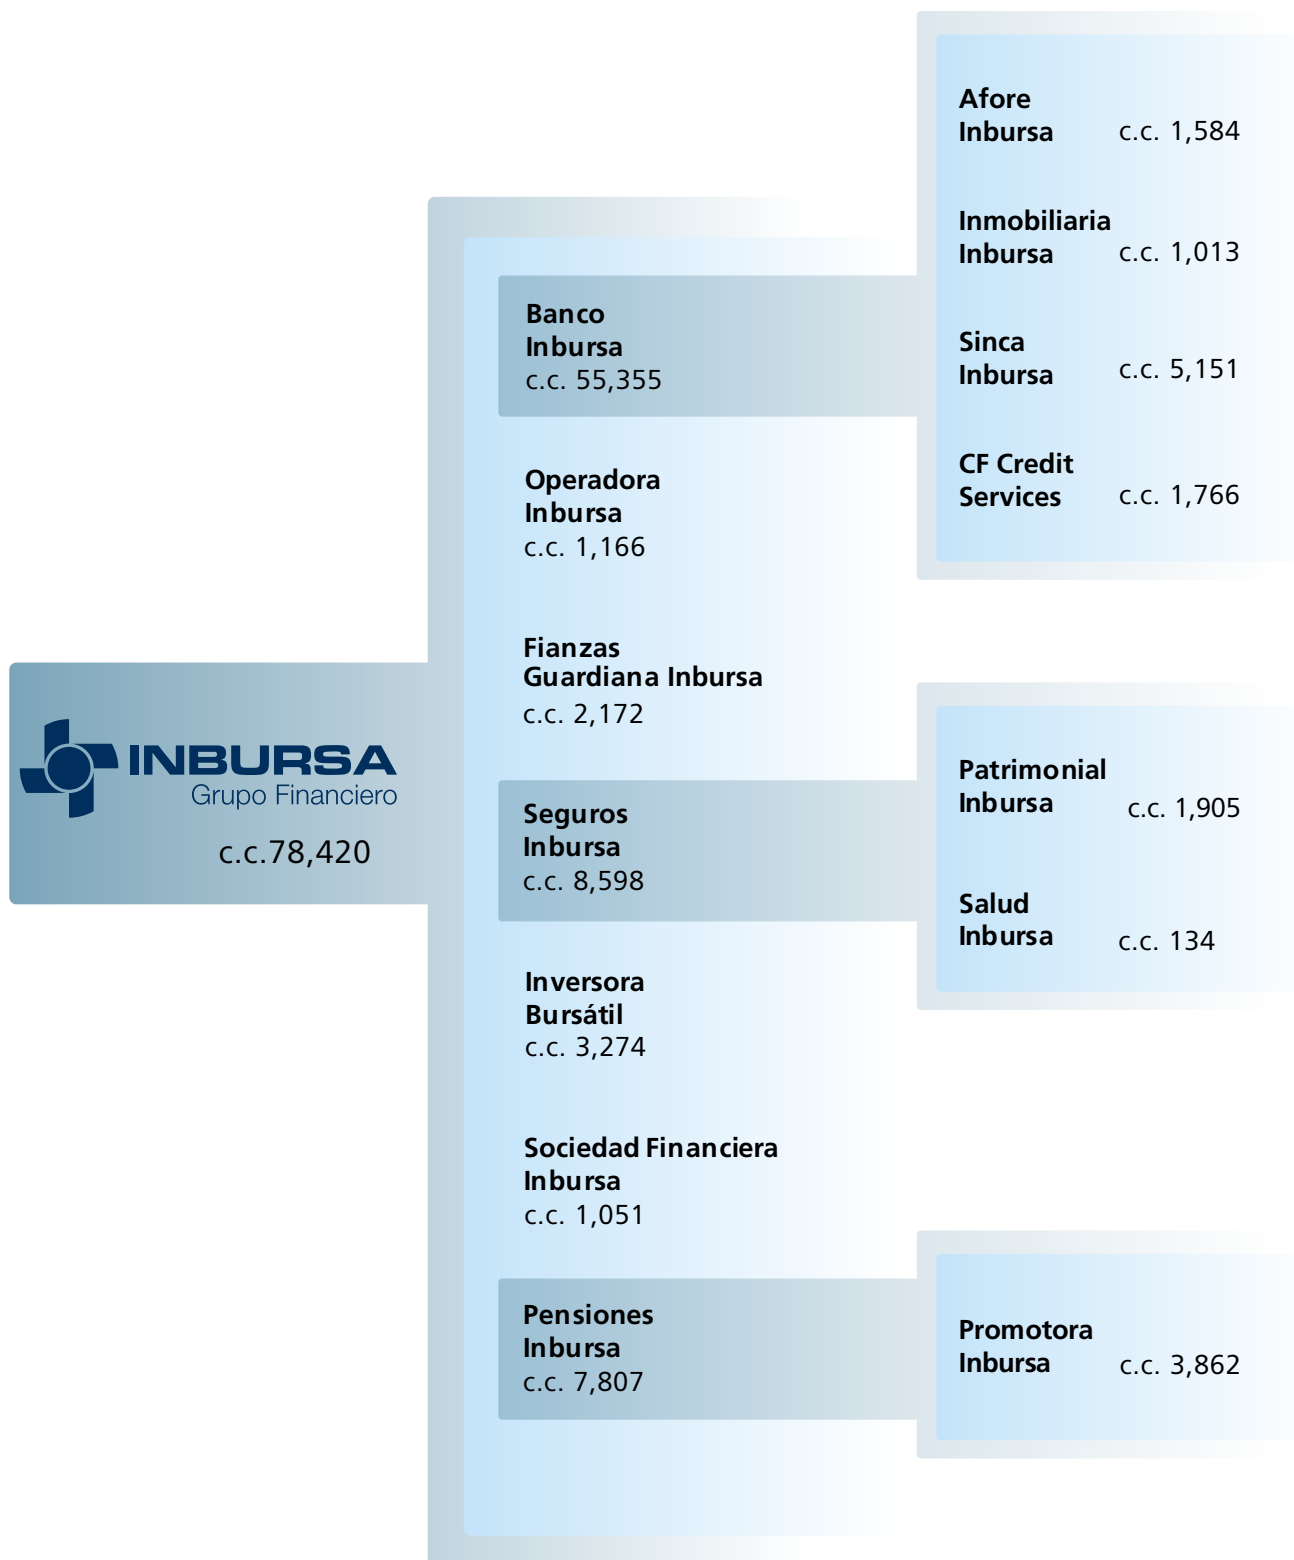 INBURSA
Grupo Financiero
c.c.78,420
Banco
Inbursa
c.c. 55,355
Operadora
Inbursa
c.c. 1,166
Fianzas
Guardiana Inbursa
c.c. 2,172
Seguros
Inbursa
c.c. 8,598
Inversora
Bursátil
c.c. 3,274
Sociedad Financiera
Inbursa
c.c. 1,051
Pensiones
Inbursa
c.c. 7,807
Afore
Inbursa c.c. 1,584
Inmobiliaria
Inbursa c.c. 1,013
Sinca
Inbursa c.c. 5,151
CF Credit
Services c.c. 1,766
Patrimonial
Inbursa c.c. 1,905
Salud
Inbursa c.c. 134
Promotora
Inbursa c.c. 3,862